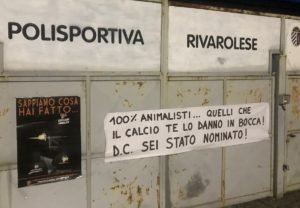 POLISPORTIVA
RIVAROLESE
SAPPIAMO COSA
HAI FATTO...
100% ANIMALISTI... QUELLI CHE
IL CALCIO TE LO DANNO IN BOCCA!
D.C. SEI STATO NOMINATO!